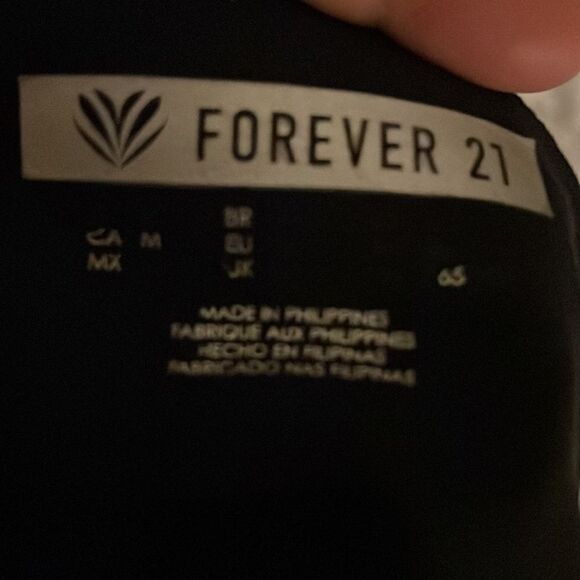 FOREVER 21
BR
CA M EU
MX UK 65
MADE IN PHILIPPINES
FABRIQUE AUX PHILIPPINES
HECHO EN FILIPINAS
FABRICADO NAS FILIPINAS